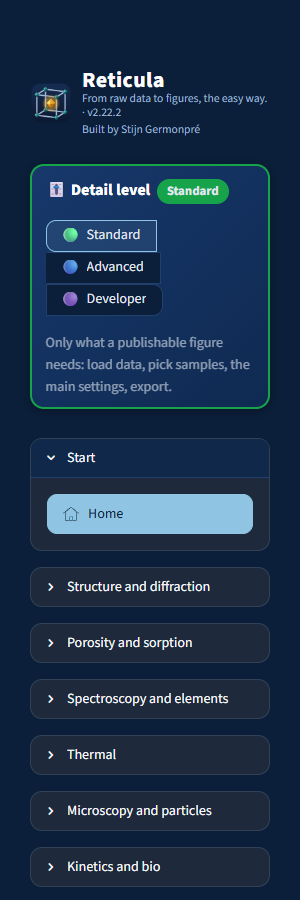 Reticula
From raw data to figures, the easy way.
· v2.22.2
Built by Stijn Germonpré
Detail level Standard
Standard
Advanced
Developer
Only what a publishable figure
needs: load data, pick samples, the
main settings, export.
Start
Home
Structure and diffraction
Porosity and sorption
Spectroscopy and elements
Thermal
Microscopy and particles
Kinetics and bio